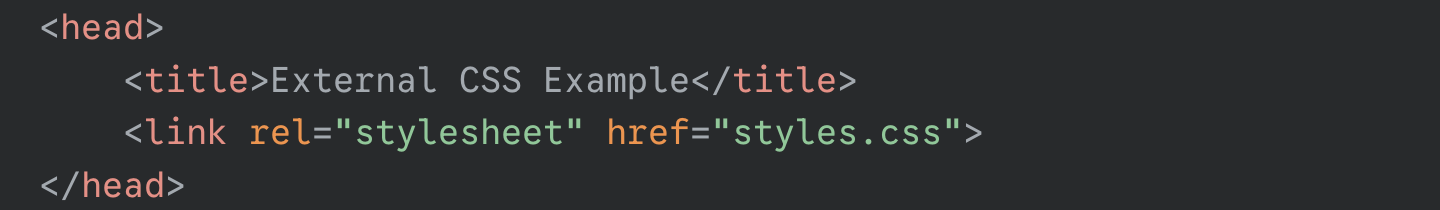 <head>
    <title>External CSS Example</title>
    <link rel="stylesheet" href="styles.css">
</head>